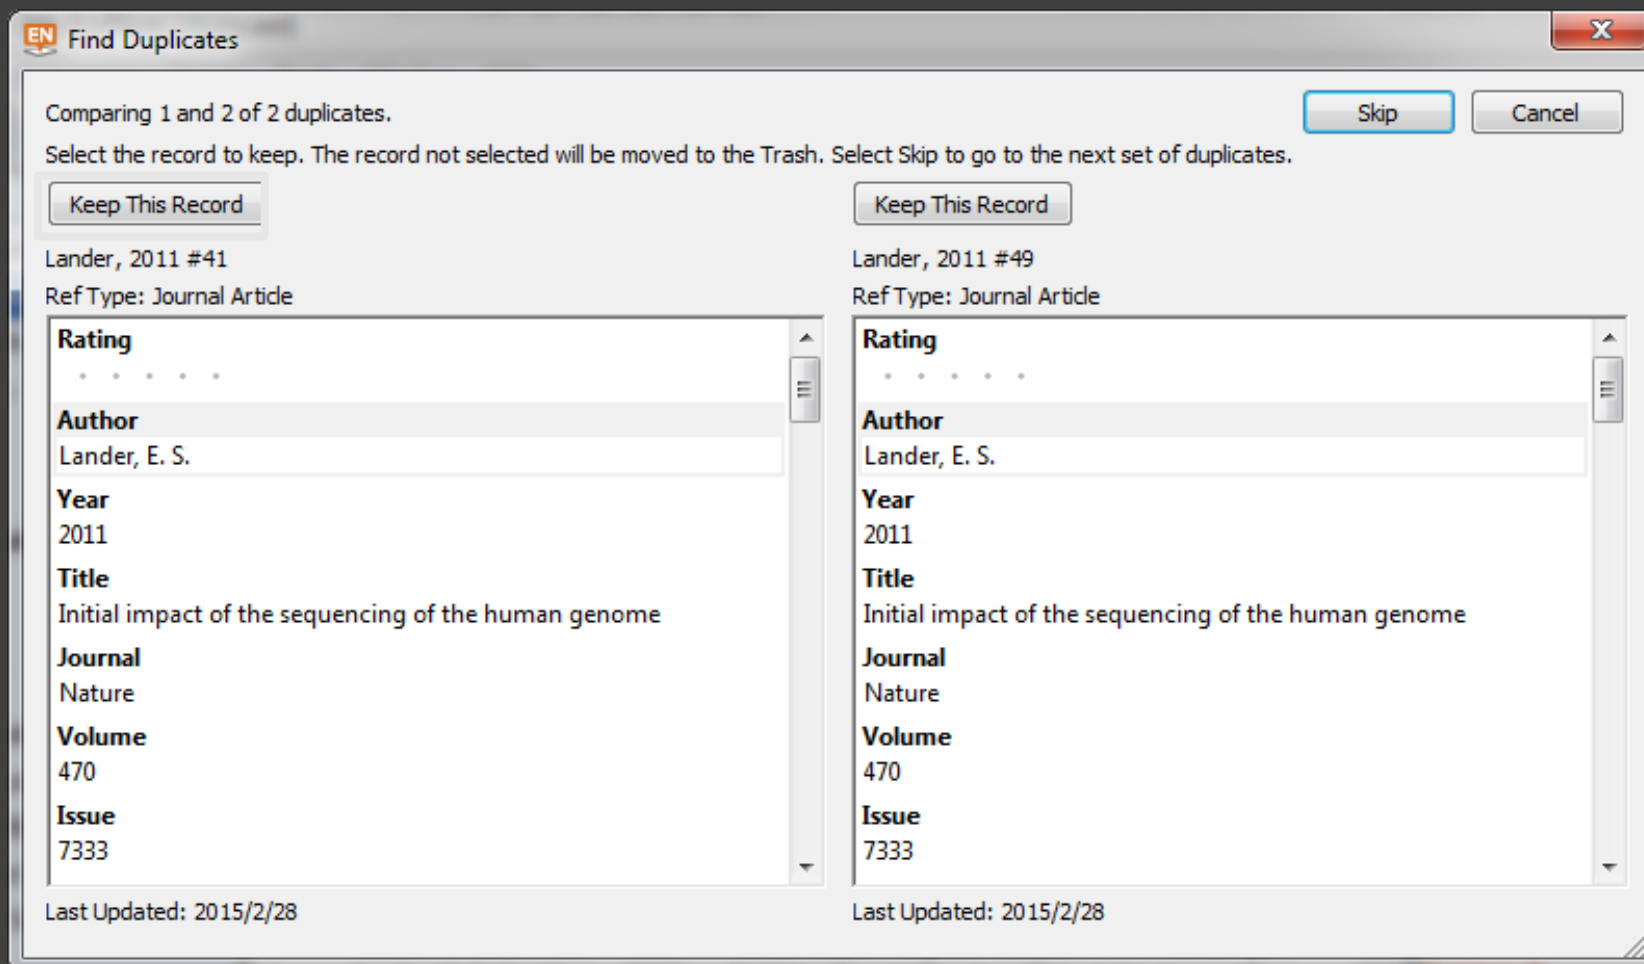 EN Find Duplicates
Comparing 1 and 2 of 2 duplicates.
Skip
Cancel
Select the record to keep. The record not selected will be moved to the Trash. Select Skip to go to the next set of duplicates.
Keep This Record
Lander, 2011 #41
Ref Type: Journal Article
Rating
Author
Lander, E. S.
Year
2011
Title
Initial impact of the sequencing of the human genome
Journal
Nature
Volume
470
Issue
7333
Last Updated: 2015/2/28
Keep This Record
Lander, 2011 #49
Ref Type: Journal Article
Rating
Author
Lander, E. S.
Year
2011
Title
Initial impact of the sequencing of the human genome
Journal
Nature
Volume
470
Issue
7333
Last Updated: 2015/2/28